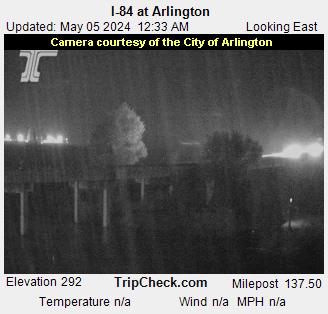 I-84 at Arlington
Updated: May 05 2024 12:33 AM Looking East
Camera courtesy of the City of Arlington
Elevation 292 TripCheck.com Milepost 137.50
Temperature n/a Wind n/a MPH n/a